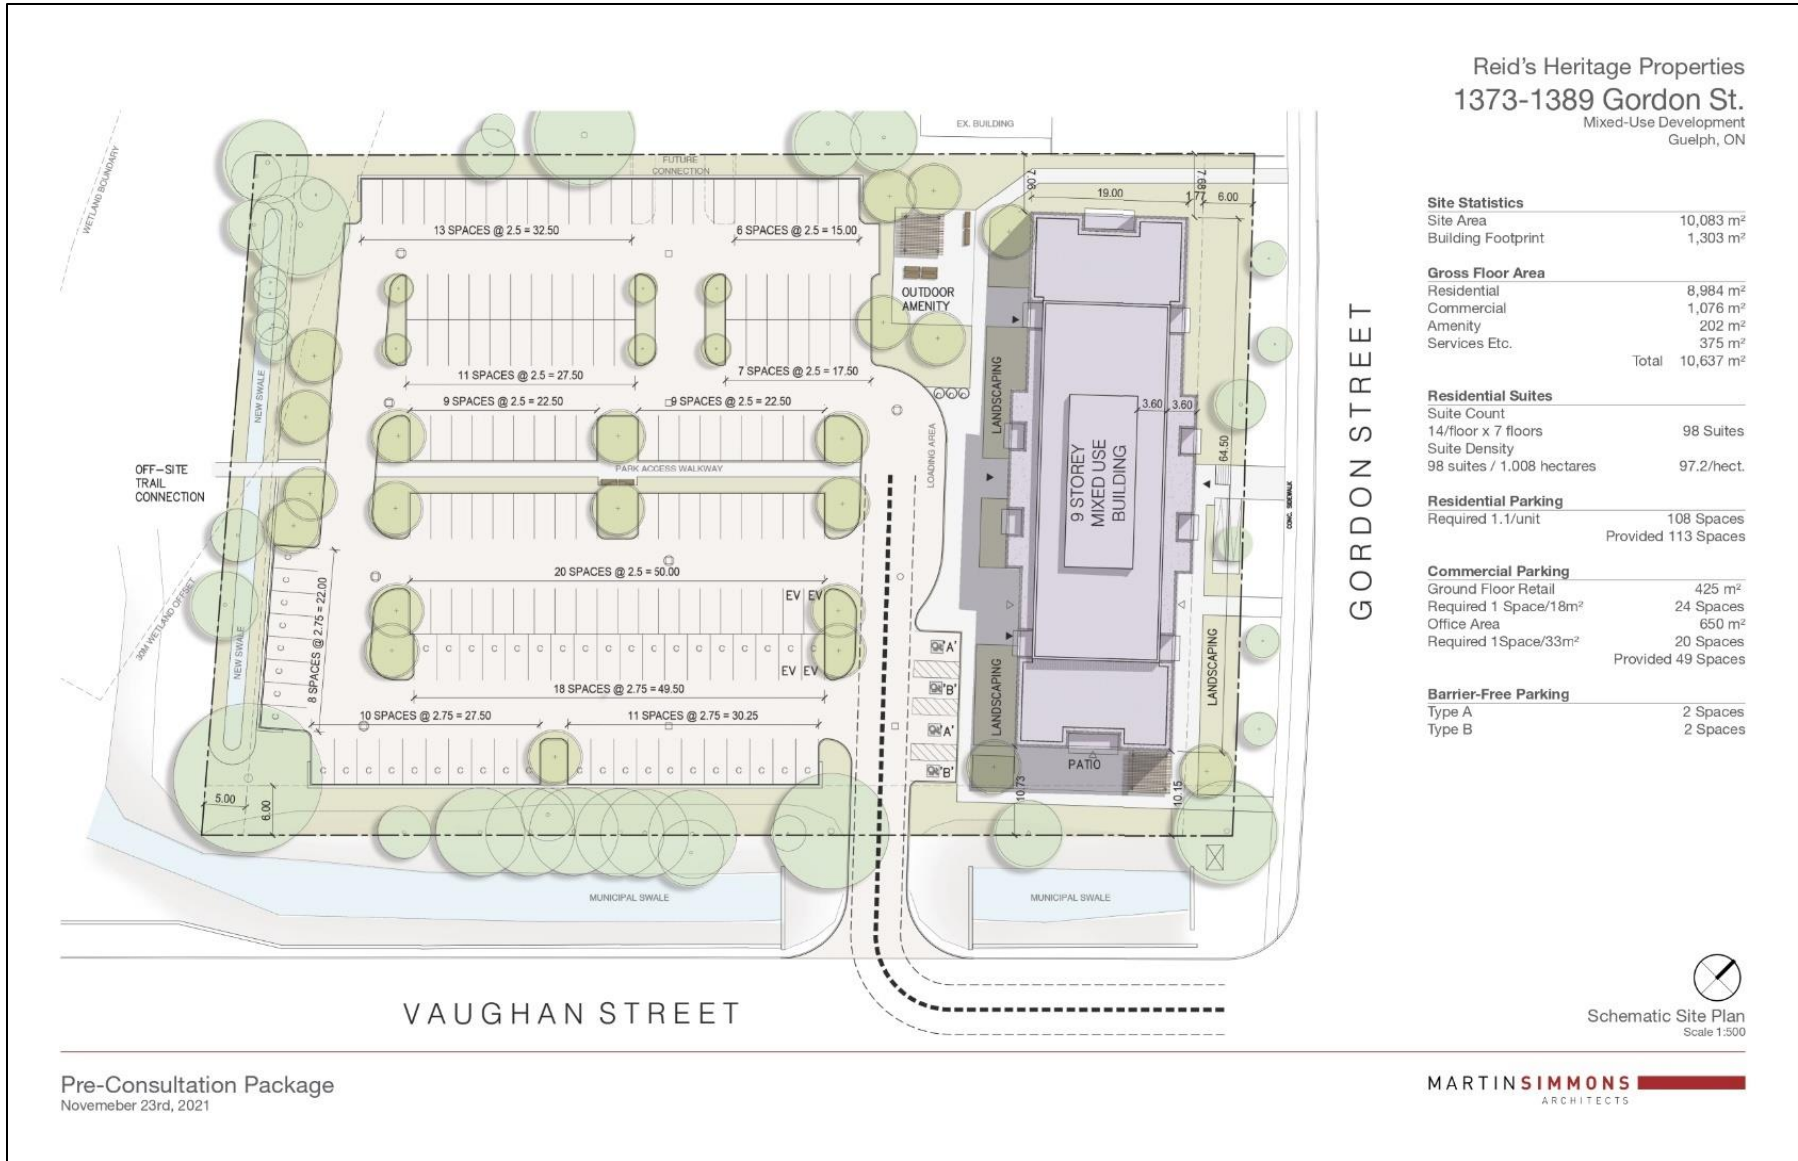 Reid's Heritage Properties
1373-1389 Gordon St.
Mixed-Use Development
Guelph, ON
Site Statistics
Site Area 10,083 m²
Building Footprint 1,303 m²
Gross Floor Area
Residential 8,984 m²
Commercial 1,076 m²
Amenity 202 m²
Services Etc. 375 m²
Total 10,637 m²
Residential Suites
Suite Count
14/floor x 7 floors 98 Suites
Suite Density
98 suites / 1.008 hectares 97.2/hect.
Residential Parking
Required 1.1/unit 108 Spaces
Provided 113 Spaces
Commercial Parking
Ground Floor Retail 425 m²
Required 1 Space/18m² 24 Spaces
Office Area 650 m²
Required 1Space/33m² 20 Spaces
Provided 49 Spaces
Barrier-Free Parking
Type A 2 Spaces
Type B 2 Spaces
EX. BUILDING
WETLAND BOUNDARY
FUTURE
CONNECTION
7.06
19.00
7.68
1.77
6.00
13 SPACES @ 2.5 = 32.50
6 SPACES @ 2.5 = 15.00
OUTDOOR
AMENITY
11 SPACES @ 2.5 = 27.50
7 SPACES @ 2.5 = 17.50
9 SPACES @ 2.5 = 22.50
9 SPACES @ 2.5 = 22.50
NEW SWALE
LANDSCAPING
3.60
3.60
64.50
9 STOREY
MIXED USE
BUILDING
LOADING AREA
PARK ACCESS WALKWAY
OFF-SITE
TRAIL
CONNECTION
CONC. SIDEWALK
GORDON STREET
20 SPACES @ 2.5 = 50.00
EV EV
8 SPACES @ 2.75 = 22.00
30M WETLAND OFFSET
NEW SWALE
C C C C C C C C
C C C C C C C C C C C C C C C C C C
EV EV
18 SPACES @ 2.75 = 49.50
'A'
'B'
'A'
'B'
LANDSCAPING
LANDSCAPING
10 SPACES @ 2.75 = 27.50
11 SPACES @ 2.75 = 30.25
C C C C C C C C C C
C C C C C C C C C C C
PATIO
10.73
10.15
5.00
6.00
MUNICIPAL SWALE
MUNICIPAL SWALE
VAUGHAN STREET
Schematic Site Plan
Scale 1:500
Pre-Consultation Package
Novemeber 23rd, 2021
MARTINSIMMONS
ARCHITECTS